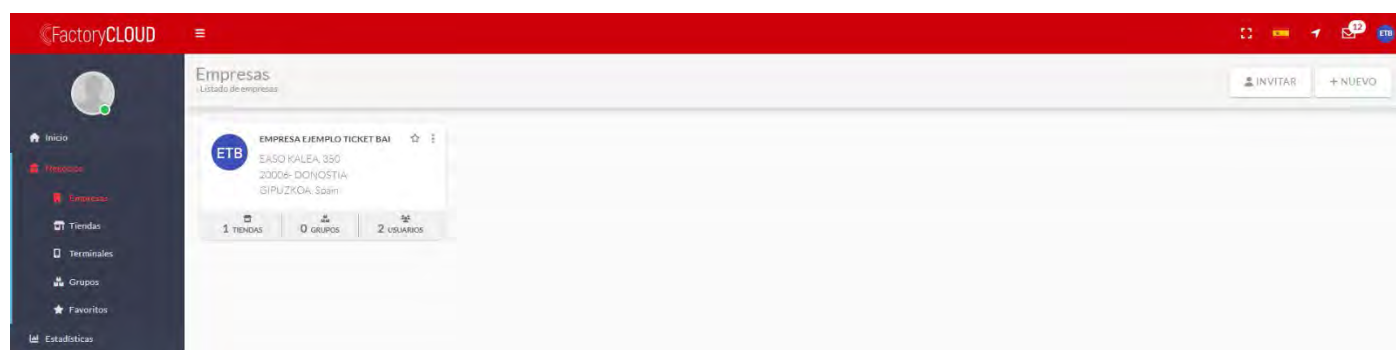 FactoryCLOUD
12
ETB
Empresas
Listado de empresas
INVITAR
+ NUEVO
Inicio
Negocios
Empresas
Tiendas
Terminales
Grupos
Favoritos
Estadísticas
ETB
EMPRESA EJEMPLO TICKET BAI
EASO KALEA, 350
20006- DONOSTIA
GIPUZKOA, Spain
1 TIENDAS
0 GRUPOS
2 USUARIOS